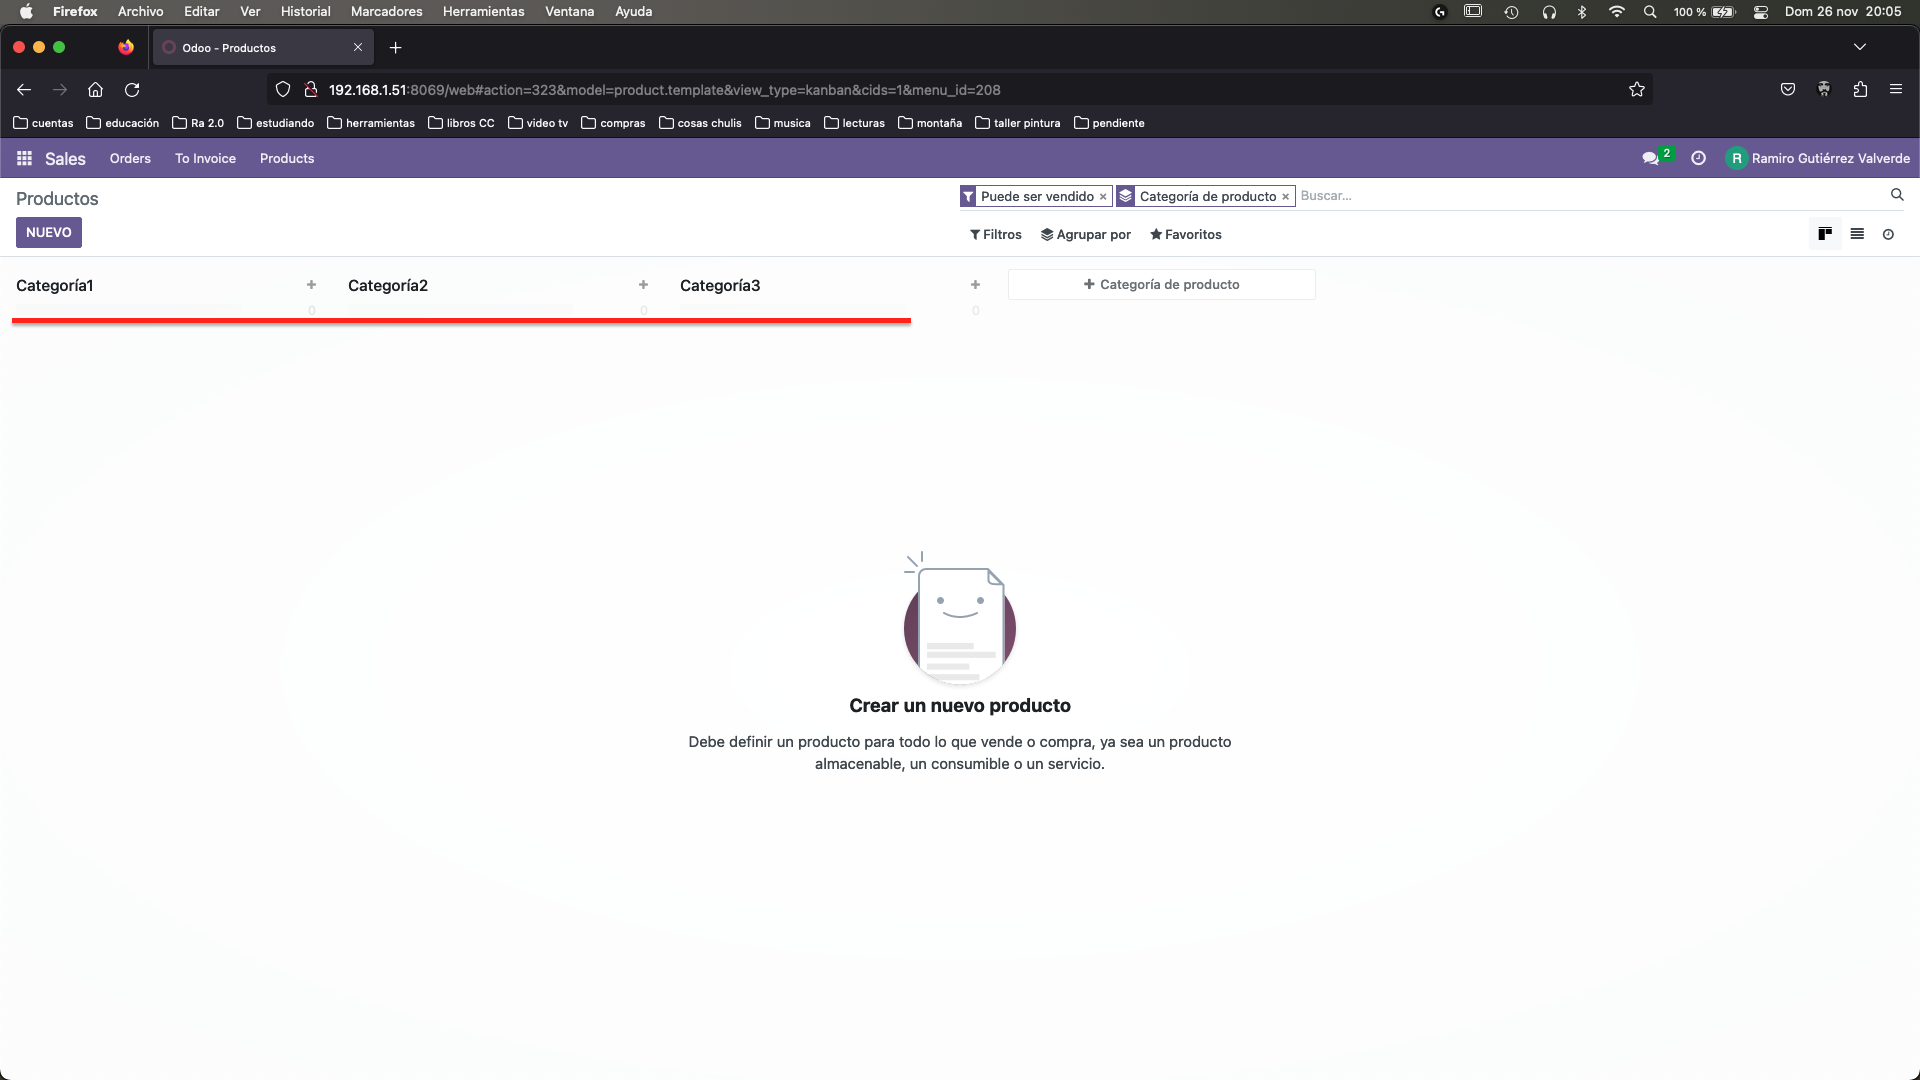 Firefox Archivo Editar Ver Historial Marcadores Herramientas Ventana Ayuda 100 % Dom 26 nov 20:05
Odoo - Productos
192.168.1.51:8069/web#action=323&model=product.template&view_type=kanban&cids=1&menu_id=208
cuentas educación Ra 2.0 estudiando herramientas libros CC video tv compras cosas chulis musica lecturas montaña taller pintura pendiente
Sales Orders To Invoice Products 2 R Ramiro Gutiérrez Valverde
Productos Puede ser vendido × Categoría de producto × Buscar...
NUEVO Filtros Agrupar por Favoritos
Categoría1 + Categoría2 + Categoría3 + + Categoría de producto
0 0 0
Crear un nuevo producto
Debe definir un producto para todo lo que vende o compra, ya sea un producto
almacenable, un consumible o un servicio.